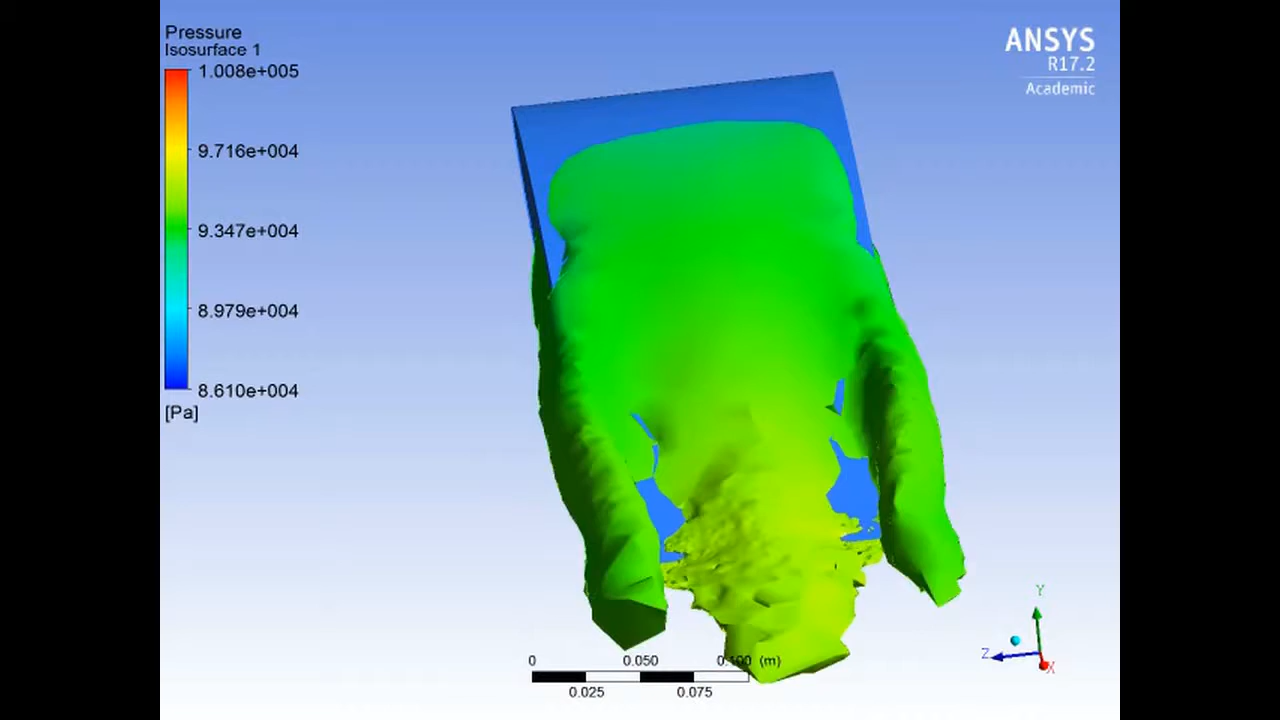 Pressure
Isosurface 1
1.008e+005
9.716e+004
9.347e+004
8.979e+004
8.610e+004
[Pa]
ANSYS
R17.2
Academic
0 0.050 0.100 (m)
0.025 0.075
Y
Z
X